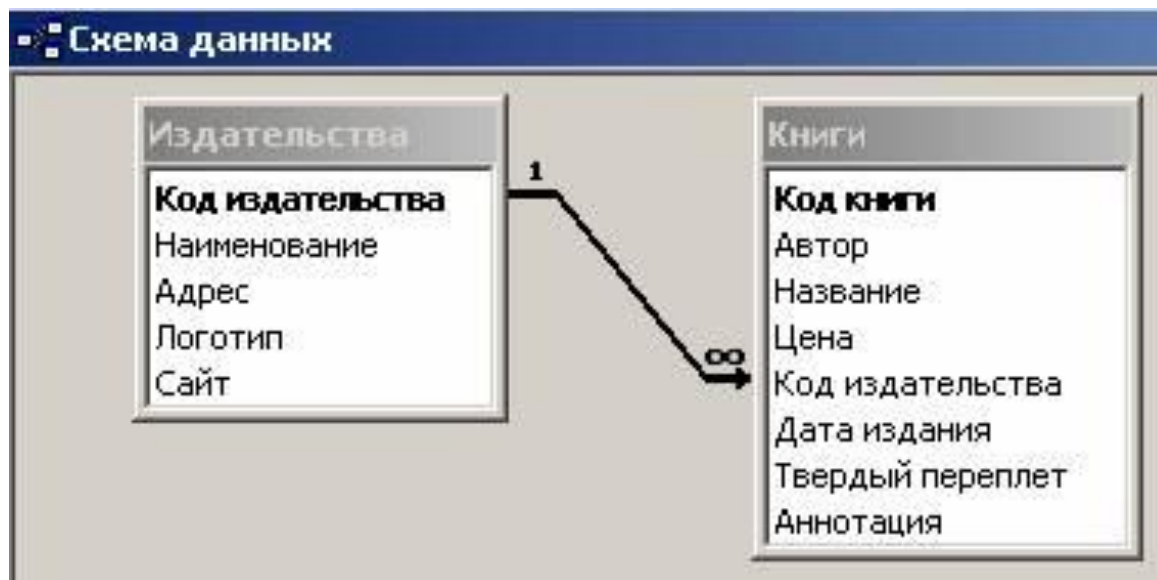 Схема данных
Издательства
Код издательства
Наименование
Адрес
Логотип
Сайт
1
∞
Книги
Код книги
Автор
Название
Цена
Код издательства
Дата издания
Твердый переплет
Аннотация